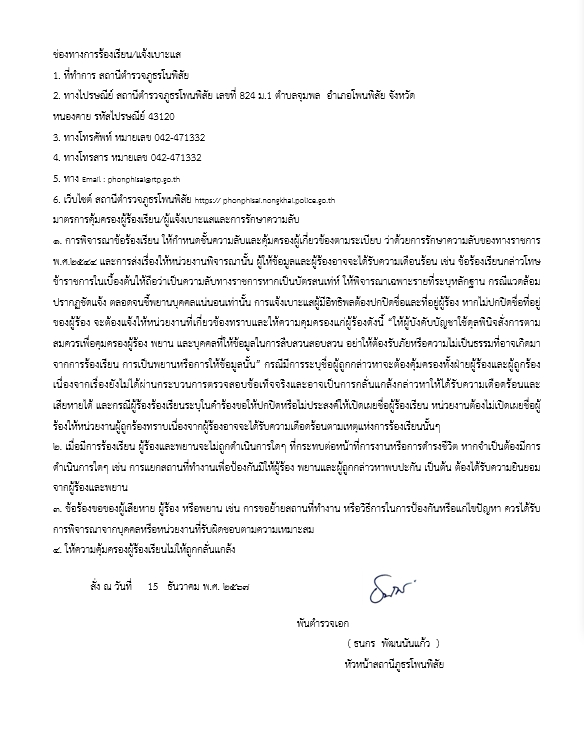 ช่องทางการร้องเรียน/แจ้งเบาะแส
1. ที่ทำการ สถานีตำรวจภูธรโนพิสัย
2. ทางไปรษณีย์ สถานีตำรวจภูธรโพนพิสัย เลขที่ 824 ม.1 ตำบลจุมพล อำเภอโพนพิสัย จังหวัด
หนองคาย รหัสไปรษณีย์ 43120
3. ทางโทรศัพท์ หมายเลข 042-471332
4. ทางโทรสาร หมายเลข 042-471332
5. ทาง Email : phonphisai@rtp.go.th
6. เว็บไซต์ สถานีตำรวจภูธรโพนพิสัย https:// phonphisai.nongkhai.police.go.th
มาตรการคุ้มครองผู้ร้องเรียน/ผู้แจ้งเบาะแสและการรักษาความลับ
๑. การพิจารณาข้อร้องเรียน ให้กำหนดชั้นความลับและคุ้มครองผู้เกี่ยวข้องตามระเบียบ ว่าด้วยการรักษาความลับของทางราชการ
พ.ศ.๒๕๔๔ และการส่งเรื่องให้หน่วยงานพิจารณานั้น ผู้ให้ข้อมูลและผู้ร้องอาจจะได้รับความเดือนร้อน เช่น ข้อร้องเรียนกล่าวโทษ
ข้าราชการในเบื้องต้นให้ถือว่าเป็นความลับทางราชการหากเป็นบัตรสนเท่ห์ ให้พิจารณาเฉพาะรายที่ระบุหลักฐาน กรณีแวดล้อม
ปรากฏชัดแจ้ง ตลอดจนชี้พยานบุคคลแน่นอนเท่านั้น การแจ้งเบาะแสผู้มีอิทธิพลต้องปกปิดชื่อและที่อยู่ผู้ร้อง หากไม่ปกปิดชื่อที่อยู่
ของผู้ร้อง จะต้องแจ้งให้หน่วยงานที่เกี่ยวข้องทราบและให้ความคุ้มครองแก่ผู้ร้องดังนี้ "ให้ผู้บังคับบัญชาใช้ดุลพินิจสั่งการตาม
สมควรเพื่อคุ้มครองผู้ร้อง พยาน และบุคคลที่ให้ข้อมูลในการสืบสวนสอบสวน อย่าให้ต้องรับภัยหรือความไม่เป็นธรรมที่อาจเกิดมา
จากการร้องเรียน การเป็นพยานหรือการให้ข้อมูลนั้น" กรณีมีการระบุชื่อผู้ถูกกล่าวหาจะต้องคุ้มครองทั้งฝ่ายผู้ร้องและผู้ถูกร้อง
เนื่องจากเรื่องยังไม่ได้ผ่านกระบวนการตรวจสอบข้อเท็จจริงและอาจเป็นการกลั่นแกล้งกล่าวหาให้ได้รับความเดือดร้อนและ
เสียหายได้ และกรณีผู้ร้องร้องเรียนระบุในคำร้องขอให้ปกปิดหรือไม่ประสงค์ให้เปิดเผยชื่อผู้ร้องเรียน หน่วยงานต้องไม่เปิดเผยชื่อผู้
ร้องให้หน่วยงานผู้ถูกร้องทราบเนื่องจากผู้ร้องอาจจะได้รับความเดือดร้อนตามเหตุแห่งการร้องเรียนนั้นๆ
๒. เมื่อมีการร้องเรียน ผู้ร้องและพยานจะไม่ถูกดำเนินการใดๆ ที่กระทบต่อหน้าที่การงานหรือการดำรงชีวิต หากจำเป็นต้องมีการ
ดำเนินการใดๆ เช่น การแยกสถานที่ทำงานเพื่อป้องกันมิให้ผู้ร้อง พยานและผู้ถูกกล่าวหาพบปะกัน เป็นต้น ต้องได้รับความยินยอม
จากผู้ร้องและพยาน
๓. ข้อร้องขอของผู้เสียหาย ผู้ร้อง หรือพยาน เช่น การขอย้ายสถานที่ทำงาน หรือวิธีการในการป้องกันหรือแก้ไขปัญหา ควรได้รับ
การพิจารณาจากบุคคลหรือหน่วยงานที่รับผิดชอบตามความเหมาะสม
๔. ให้ความคุ้มครองผู้ร้องเรียนไม่ให้ถูกกลั่นแกล้ง
สั่ง ณ วันที่ 15 ธันวาคม พ.ศ. ๒๕๖๗
พันตำรวจเอก
( ธนกร พัฒนนันแก้ว )
หัวหน้าสถานีภูธรโพนพิสัย